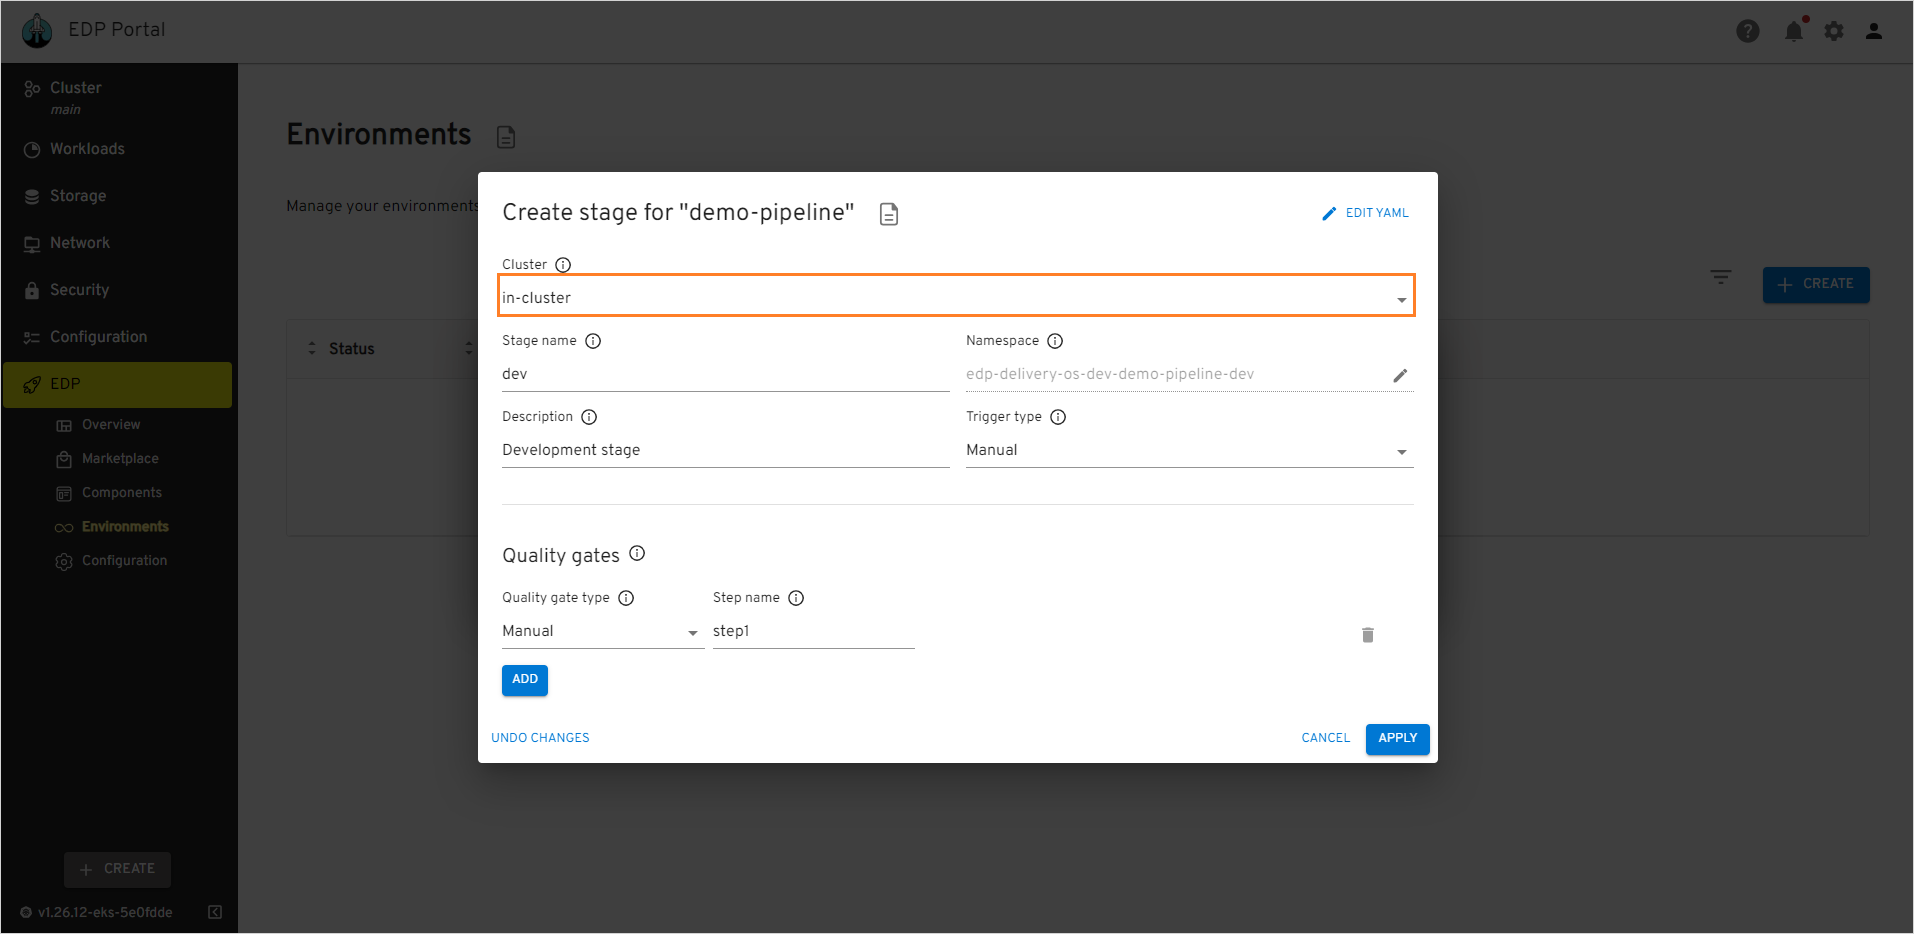 EDP Portal
Cluster
main
Workloads
Storage
Network
Security
Configuration
EDP
Overview
Marketplace
Components
Environments
Configuration
CREATE
v1.26.12-eks-5e0fdde
Environments
Manage your environments
CREATE
Status
Create stage for "demo-pipeline"
EDIT YAML
Cluster
in-cluster
Stage name
Namespace
dev
edp-delivery-os-dev-demo-pipeline-dev
Description
Trigger type
Development stage
Manual
Quality gates
Quality gate type
Step name
Manual
step1
ADD
UNDO CHANGES
CANCEL
APPLY